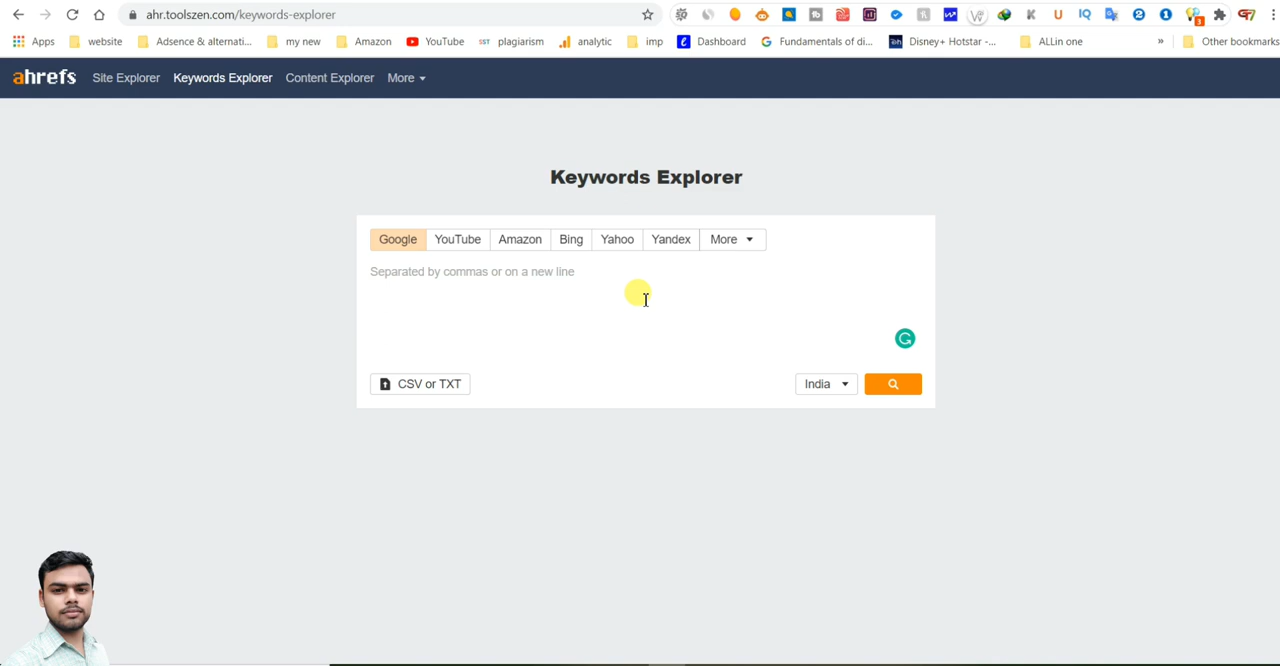 ahr.toolszen.com/keywords-explorer
3
Apps website Adsence & alternati... my new Amazon YouTube SST plagiarism analytic imp Dashboard Fundamentals of di... Disney+ Hotstar -... ALLin one » Other bookmarks
ahrefs Site Explorer Keywords Explorer Content Explorer More
Keywords Explorer
Google YouTube Amazon Bing Yahoo Yandex More
Separated by commas or on a new line
CSV or TXT India